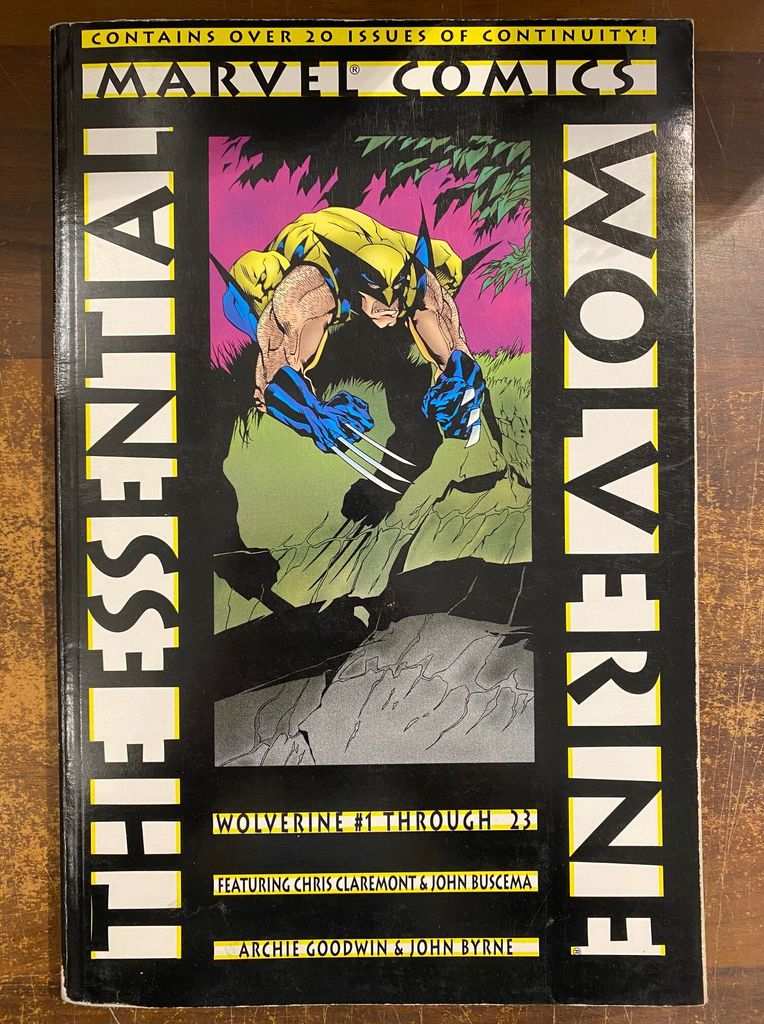 CONTAINS OVER 20 ISSUES OF CONTINUITY!
MARVEL® COMICS
THE ESSENTIAL
WOLVERINE®
WOLVERINE #1 THROUGH 23
FEATURING CHRIS CLAREMONT & JOHN BUSCEMA
ARCHIE GOODWIN & JOHN BYRNE